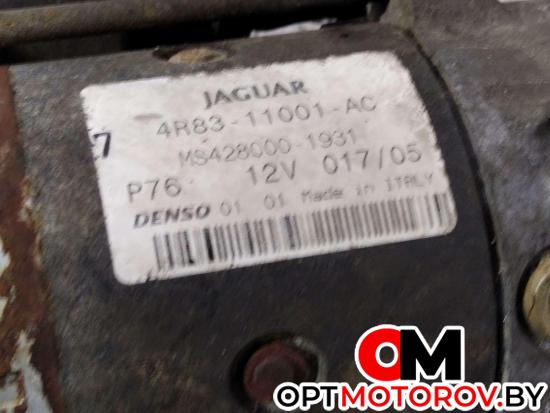 JAGUAR
7
4R83-11001-AC
MS428000-1931
P76 12V 017/05
DENSO 01 01 Made in ITALY
OM
OPTMOTOROV.BY